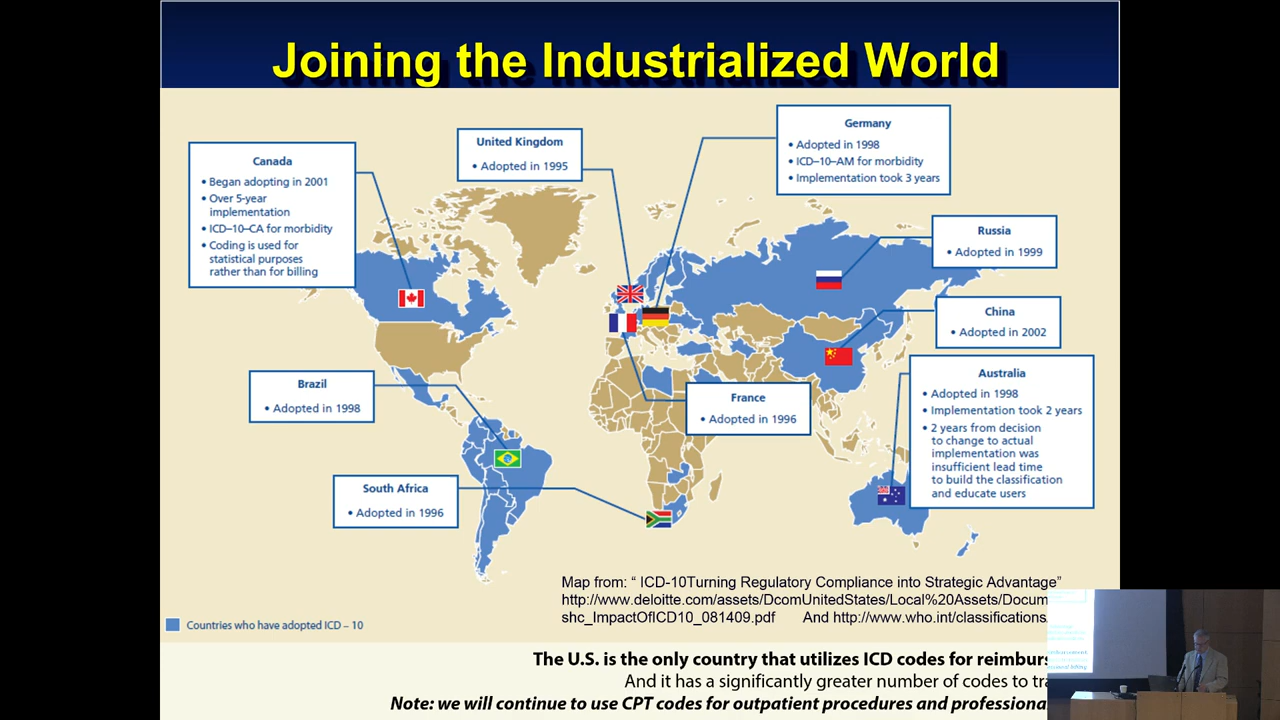 Joining the Industrialized World
Germany
• Adopted in 1998
• ICD–10–AM for morbidity
• Implementation took 3 years
United Kingdom
• Adopted in 1995
Canada
• Began adopting in 2001
• Over 5-year
implementation
• ICD–10–CA for morbidity
• Coding is used for
statistical purposes
rather than for billing
Russia
• Adopted in 1999
China
• Adopted in 2002
Australia
• Adopted in 1998
• Implementation took 2 years
• 2 years from decision
to change to actual
implementation was
insufficient lead time
to build the classification
and educate users
Brazil
• Adopted in 1998
France
• Adopted in 1996
South Africa
• Adopted in 1996
Map from: “ ICD-10Turning Regulatory Compliance into Strategic Advantage”
http://www.deloitte.com/assets/DcomUnitedStates/Local%20Assets/Docum
shc_ImpactOfICD10_081409.pdf And http://www.who.int/classifications
Countries who have adopted ICD – 10
The U.S. is the only country that utilizes ICD codes for reimburs
And it has a significantly greater number of codes to tra
Note: we will continue to use CPT codes for outpatient procedures and professiona